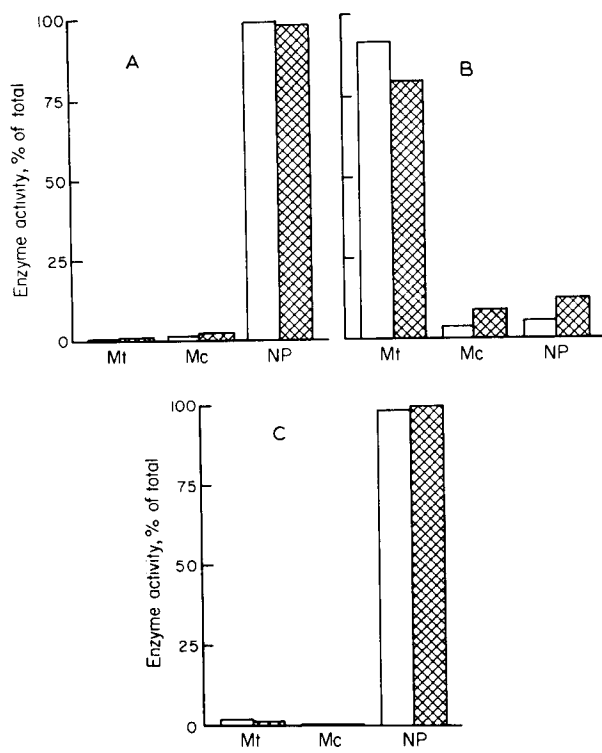 Enzyme activity, % of total
100
75
50
25
0
A
Mt Mc NP
B
Mt Mc NP
Enzyme activity, % of total
100
75
50
25
0
C
Mt Mc NP